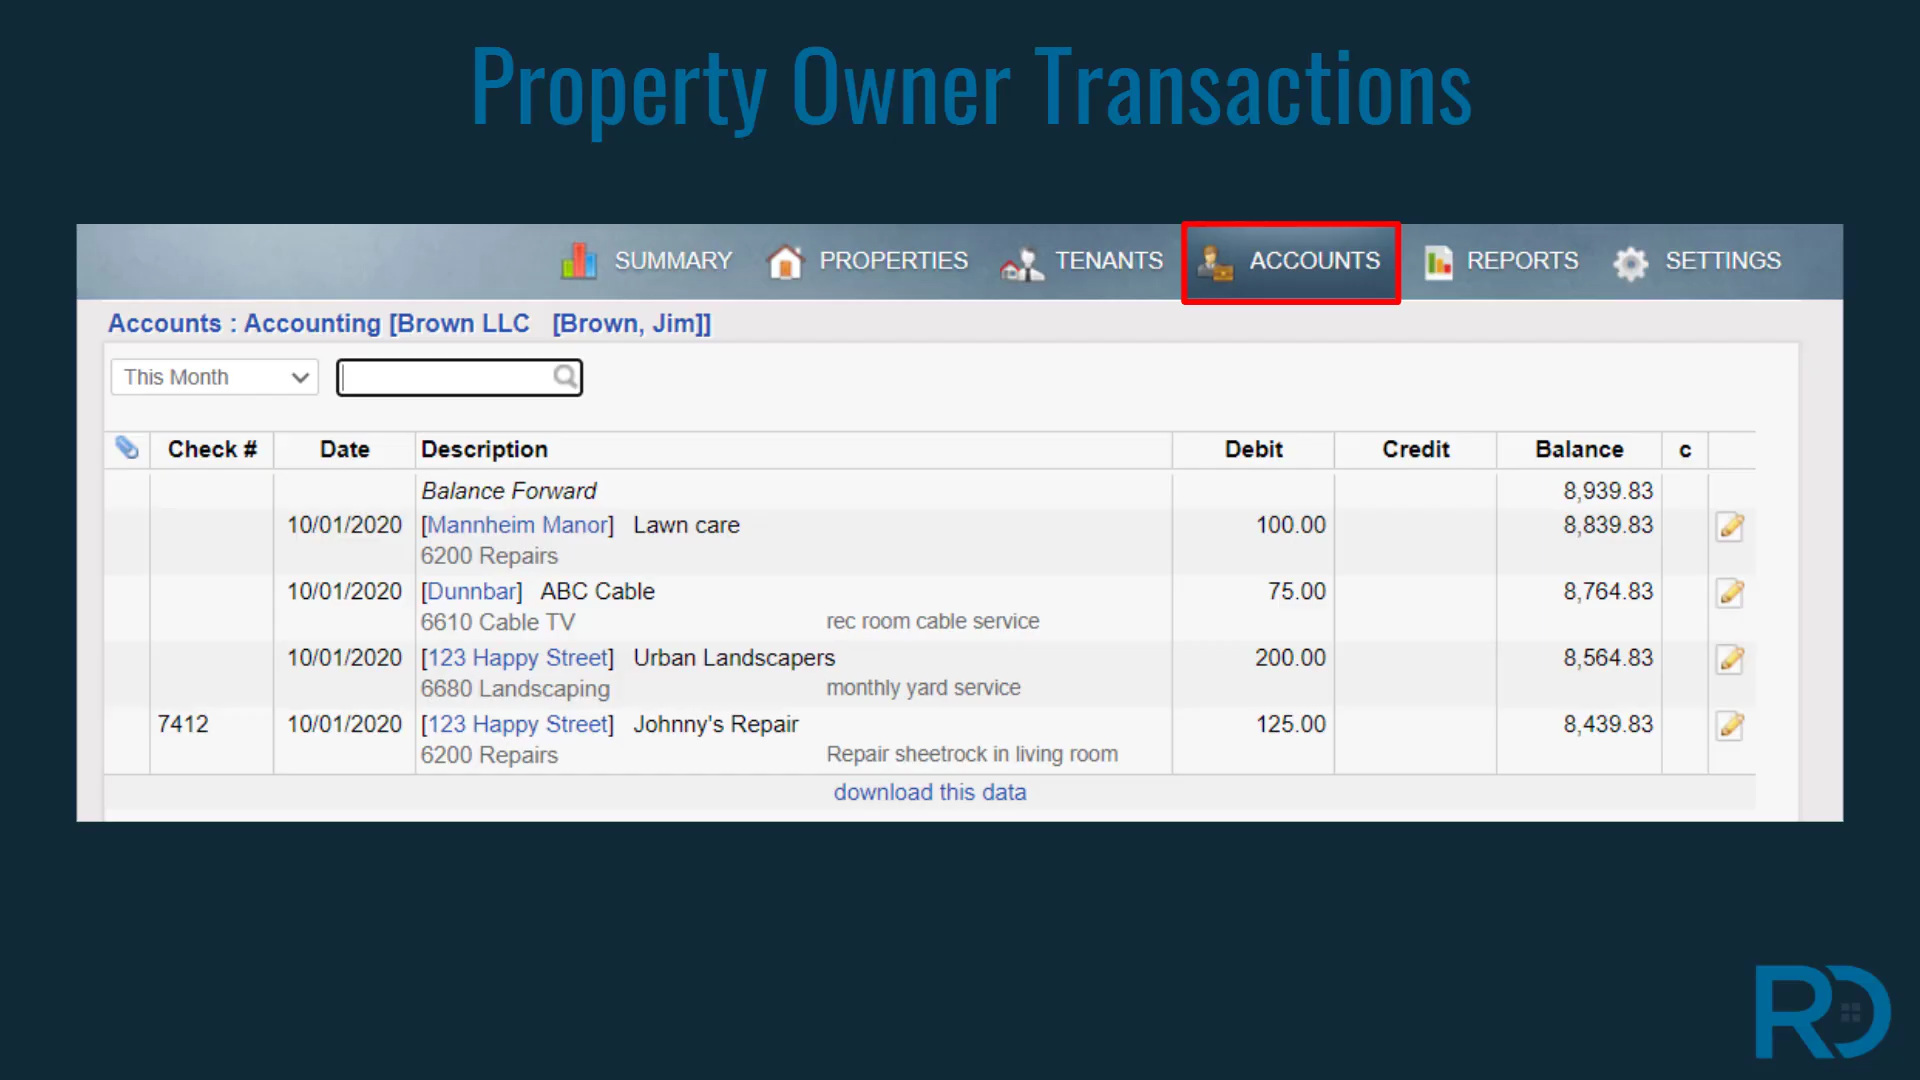 Property Owner Transactions
SUMMARY PROPERTIES TENANTS ACCOUNTS REPORTS SETTINGS
Accounts : Accounting [Brown LLC [Brown, Jim]]
This Month
Check # Date Description Debit Credit Balance c
Balance Forward 8,939.83
10/01/2020 [Mannheim Manor] Lawn care 100.00 8,839.83
6200 Repairs
10/01/2020 [Dunnbar] ABC Cable 75.00 8,764.83
6610 Cable TV rec room cable service
10/01/2020 [123 Happy Street] Urban Landscapers 200.00 8,564.83
6680 Landscaping monthly yard service
7412 10/01/2020 [123 Happy Street] Johnny's Repair 125.00 8,439.83
6200 Repairs Repair sheetrock in living room
download this data
RD